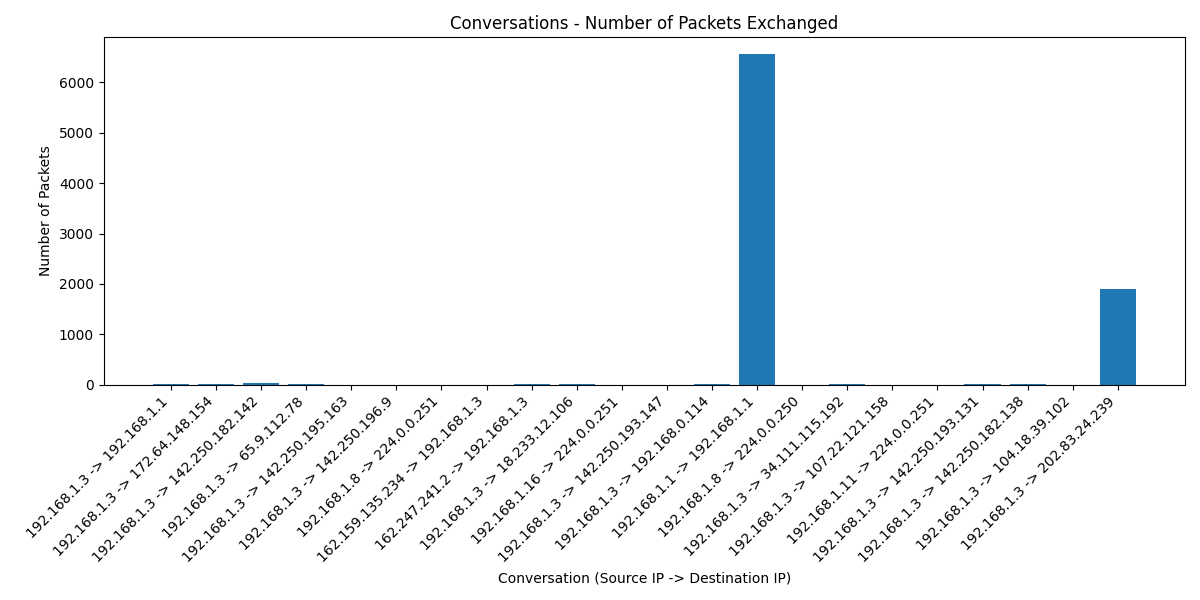 Conversations - Number of Packets Exchanged
Number of Packets
6000
5000
4000
3000
2000
1000
0
192.168.1.3 -> 192.168.1.1
192.168.1.3 -> 172.64.148.154
192.168.1.3 -> 142.250.182.142
192.168.1.3 -> 65.9.112.78
192.168.1.3 -> 142.250.195.163
192.168.1.3 -> 142.250.196.9
192.168.1.8 -> 224.0.0.251
162.159.135.234 -> 192.168.1.3
162.247.241.2 -> 192.168.1.3
192.168.1.3 -> 18.233.12.106
192.168.1.16 -> 224.0.0.251
192.168.1.3 -> 142.250.193.147
192.168.1.3 -> 192.168.0.114
192.168.1.1 -> 192.168.1.1
192.168.1.8 -> 224.0.0.250
192.168.1.3 -> 34.111.115.192
192.168.1.3 -> 107.22.121.158
192.168.1.11 -> 224.0.0.251
192.168.1.3 -> 142.250.193.131
192.168.1.3 -> 142.250.182.138
192.168.1.3 -> 104.18.39.102
192.168.1.3 -> 202.83.24.239
Conversation (Source IP -> Destination IP)